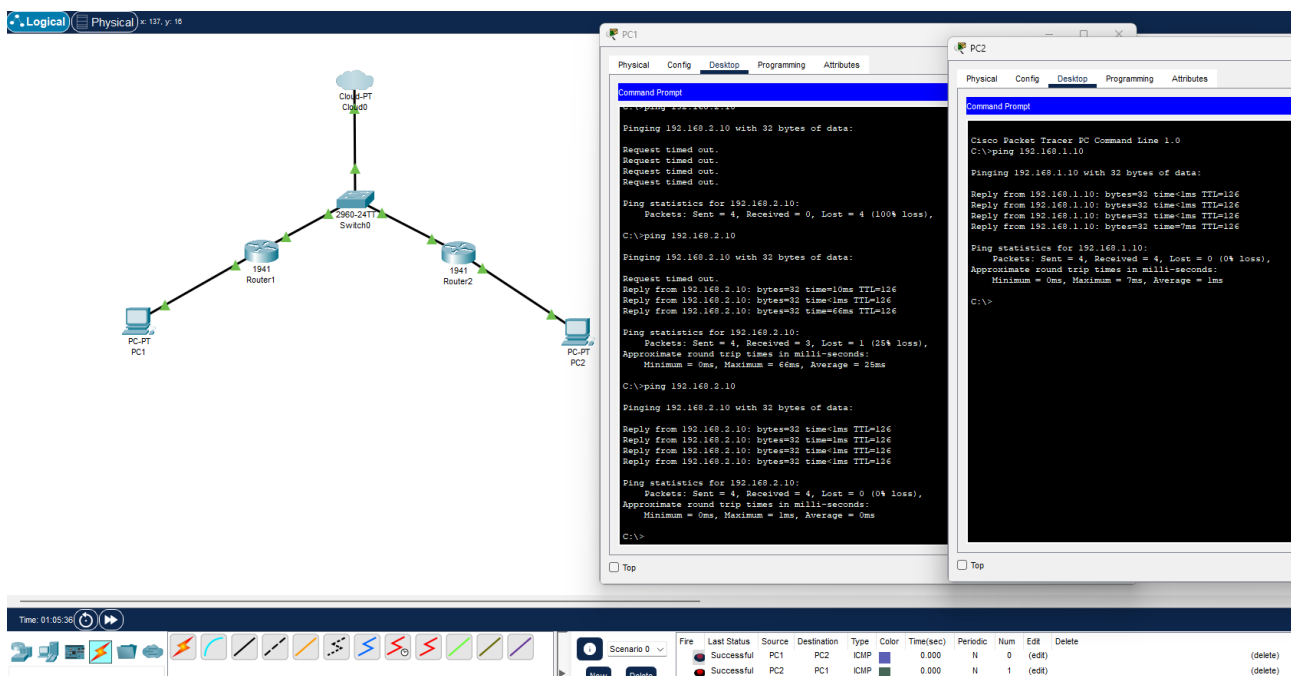 Logical Physical x: 137, y: 16
Cloud-PT
Cloud0
2960-24TT
Switch0
1941
Router1
1941
Router2
PC-PT
PC1
PC-PT
PC2
PC1
Physical Config Desktop Programming Attributes
Command Prompt
C:\>ping 192.168.2.10
Pinging 192.168.2.10 with 32 bytes of data:
Request timed out.
Request timed out.
Request timed out.
Request timed out.
Ping statistics for 192.168.2.10:
Packets: Sent = 4, Received = 0, Lost = 4 (100% loss),
C:\>ping 192.168.2.10
Pinging 192.168.2.10 with 32 bytes of data:
Request timed out.
Reply from 192.168.2.10: bytes=32 time=10ms TTL=126
Reply from 192.168.2.10: bytes=32 time<1ms TTL=126
Reply from 192.168.2.10: bytes=32 time=66ms TTL=126
Ping statistics for 192.168.2.10:
Packets: Sent = 4, Received = 3, Lost = 1 (25% loss),
Approximate round trip times in milli-seconds:
Minimum = 0ms, Maximum = 66ms, Average = 25ms
C:\>ping 192.168.2.10
Pinging 192.168.2.10 with 32 bytes of data:
Reply from 192.168.2.10: bytes=32 time<1ms TTL=126
Reply from 192.168.2.10: bytes=32 time=1ms TTL=126
Reply from 192.168.2.10: bytes=32 time<1ms TTL=126
Reply from 192.168.2.10: bytes=32 time<1ms TTL=126
Ping statistics for 192.168.2.10:
Packets: Sent = 4, Received = 4, Lost = 0 (0% loss),
Approximate round trip times in milli-seconds:
Minimum = 0ms, Maximum = 1ms, Average = 0ms
C:\>
Top
PC2
Physical Config Desktop Programming Attributes
Command Prompt
Cisco Packet Tracer PC Command Line 1.0
C:\>ping 192.168.1.10
Pinging 192.168.1.10 with 32 bytes of data:
Reply from 192.168.1.10: bytes=32 time<1ms TTL=126
Reply from 192.168.1.10: bytes=32 time<1ms TTL=126
Reply from 192.168.1.10: bytes=32 time<1ms TTL=126
Reply from 192.168.1.10: bytes=32 time=7ms TTL=126
Ping statistics for 192.168.1.10:
Packets: Sent = 4, Received = 4, Lost = 0 (0% loss),
Approximate round trip times in milli-seconds:
Minimum = 0ms, Maximum = 7ms, Average = 1ms
C:\>
Top
Time: 01:05:36
Scenario 0
New Delete
Fire Last Status Source Destination Type Color Time(sec) Periodic Num Edit Delete
Successful PC1 PC2 ICMP 0.000 N 0 (edit) (delete)
Successful PC2 PC1 ICMP 0.000 N 1 (edit) (delete)